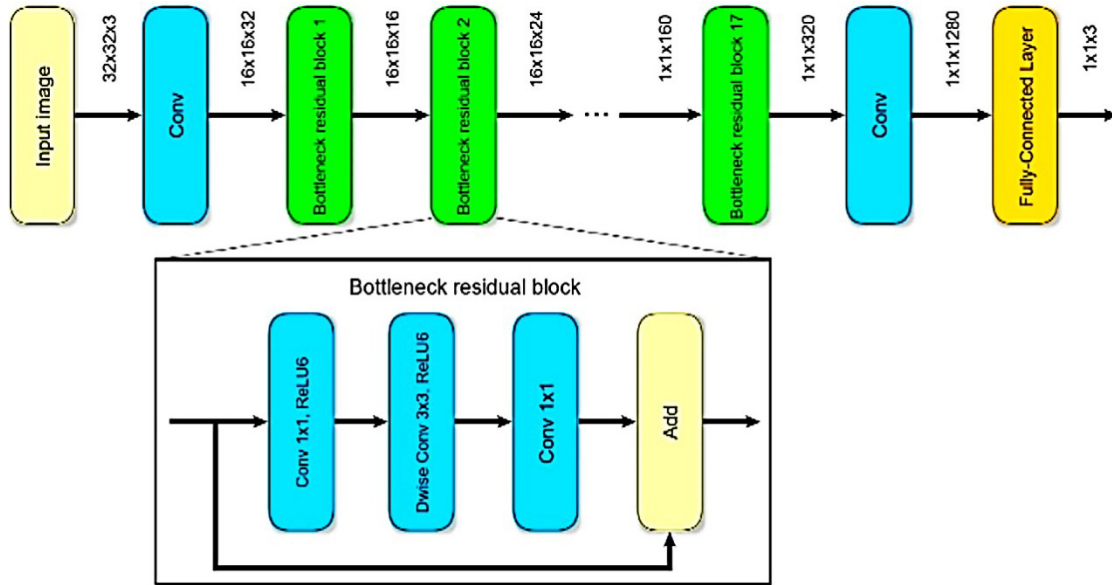 Input image
32x32x3
Conv
16x16x32
Bottleneck residual block 1
16x16x16
Bottleneck residual block 2
16x16x24
...
1x1x160
Bottleneck residual block 17
1x1x320
Conv
1x1x1280
Fully-Connected Layer
1x1x3
Bottleneck residual block
Conv 1x1, ReLU6
Dwise Conv 3x3. ReLU6
Conv 1x1
Add